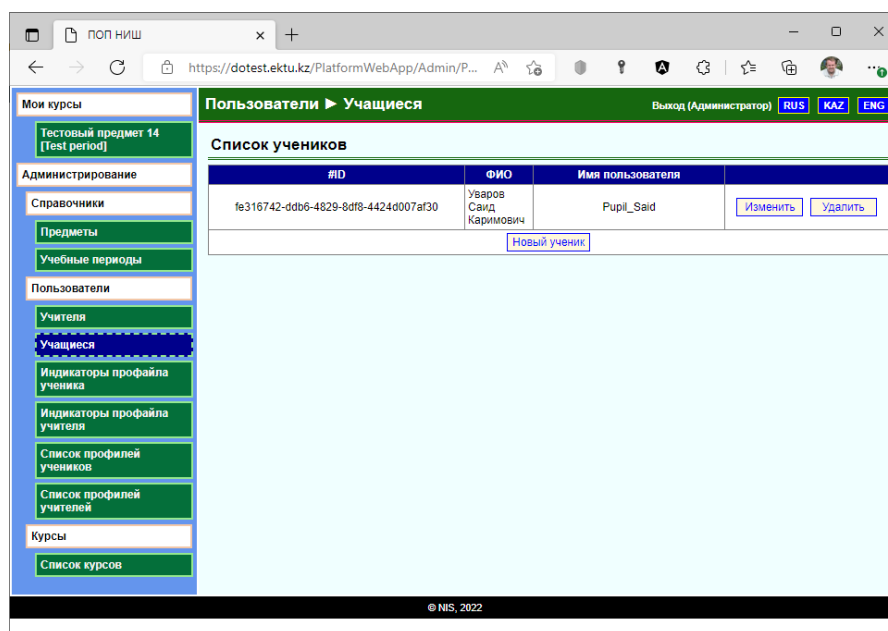 ПОП НИШ
https://dotest.ektu.kz/PlatformWebApp/Admin/P...
Мои курсы
Тестовый предмет 14
[Test period]
Администрирование
Справочники
Предметы
Учебные периоды
Пользователи
Учителя
Учащиеся
Индикаторы профайла
ученика
Индикаторы профайла
учителя
Список профилей
учеников
Список профилей
учителей
Курсы
Список курсов
Пользователи ► Учащиеся
Выход (Администратор) RUS KAZ ENG
Список учеников
#ID ФИО Имя пользователя
fe316742-ddb6-4829-8df8-4424d007af30 Уваров
Саид
Каримович Pupil_Said Изменить Удалить
Новый ученик
© NIS, 2022